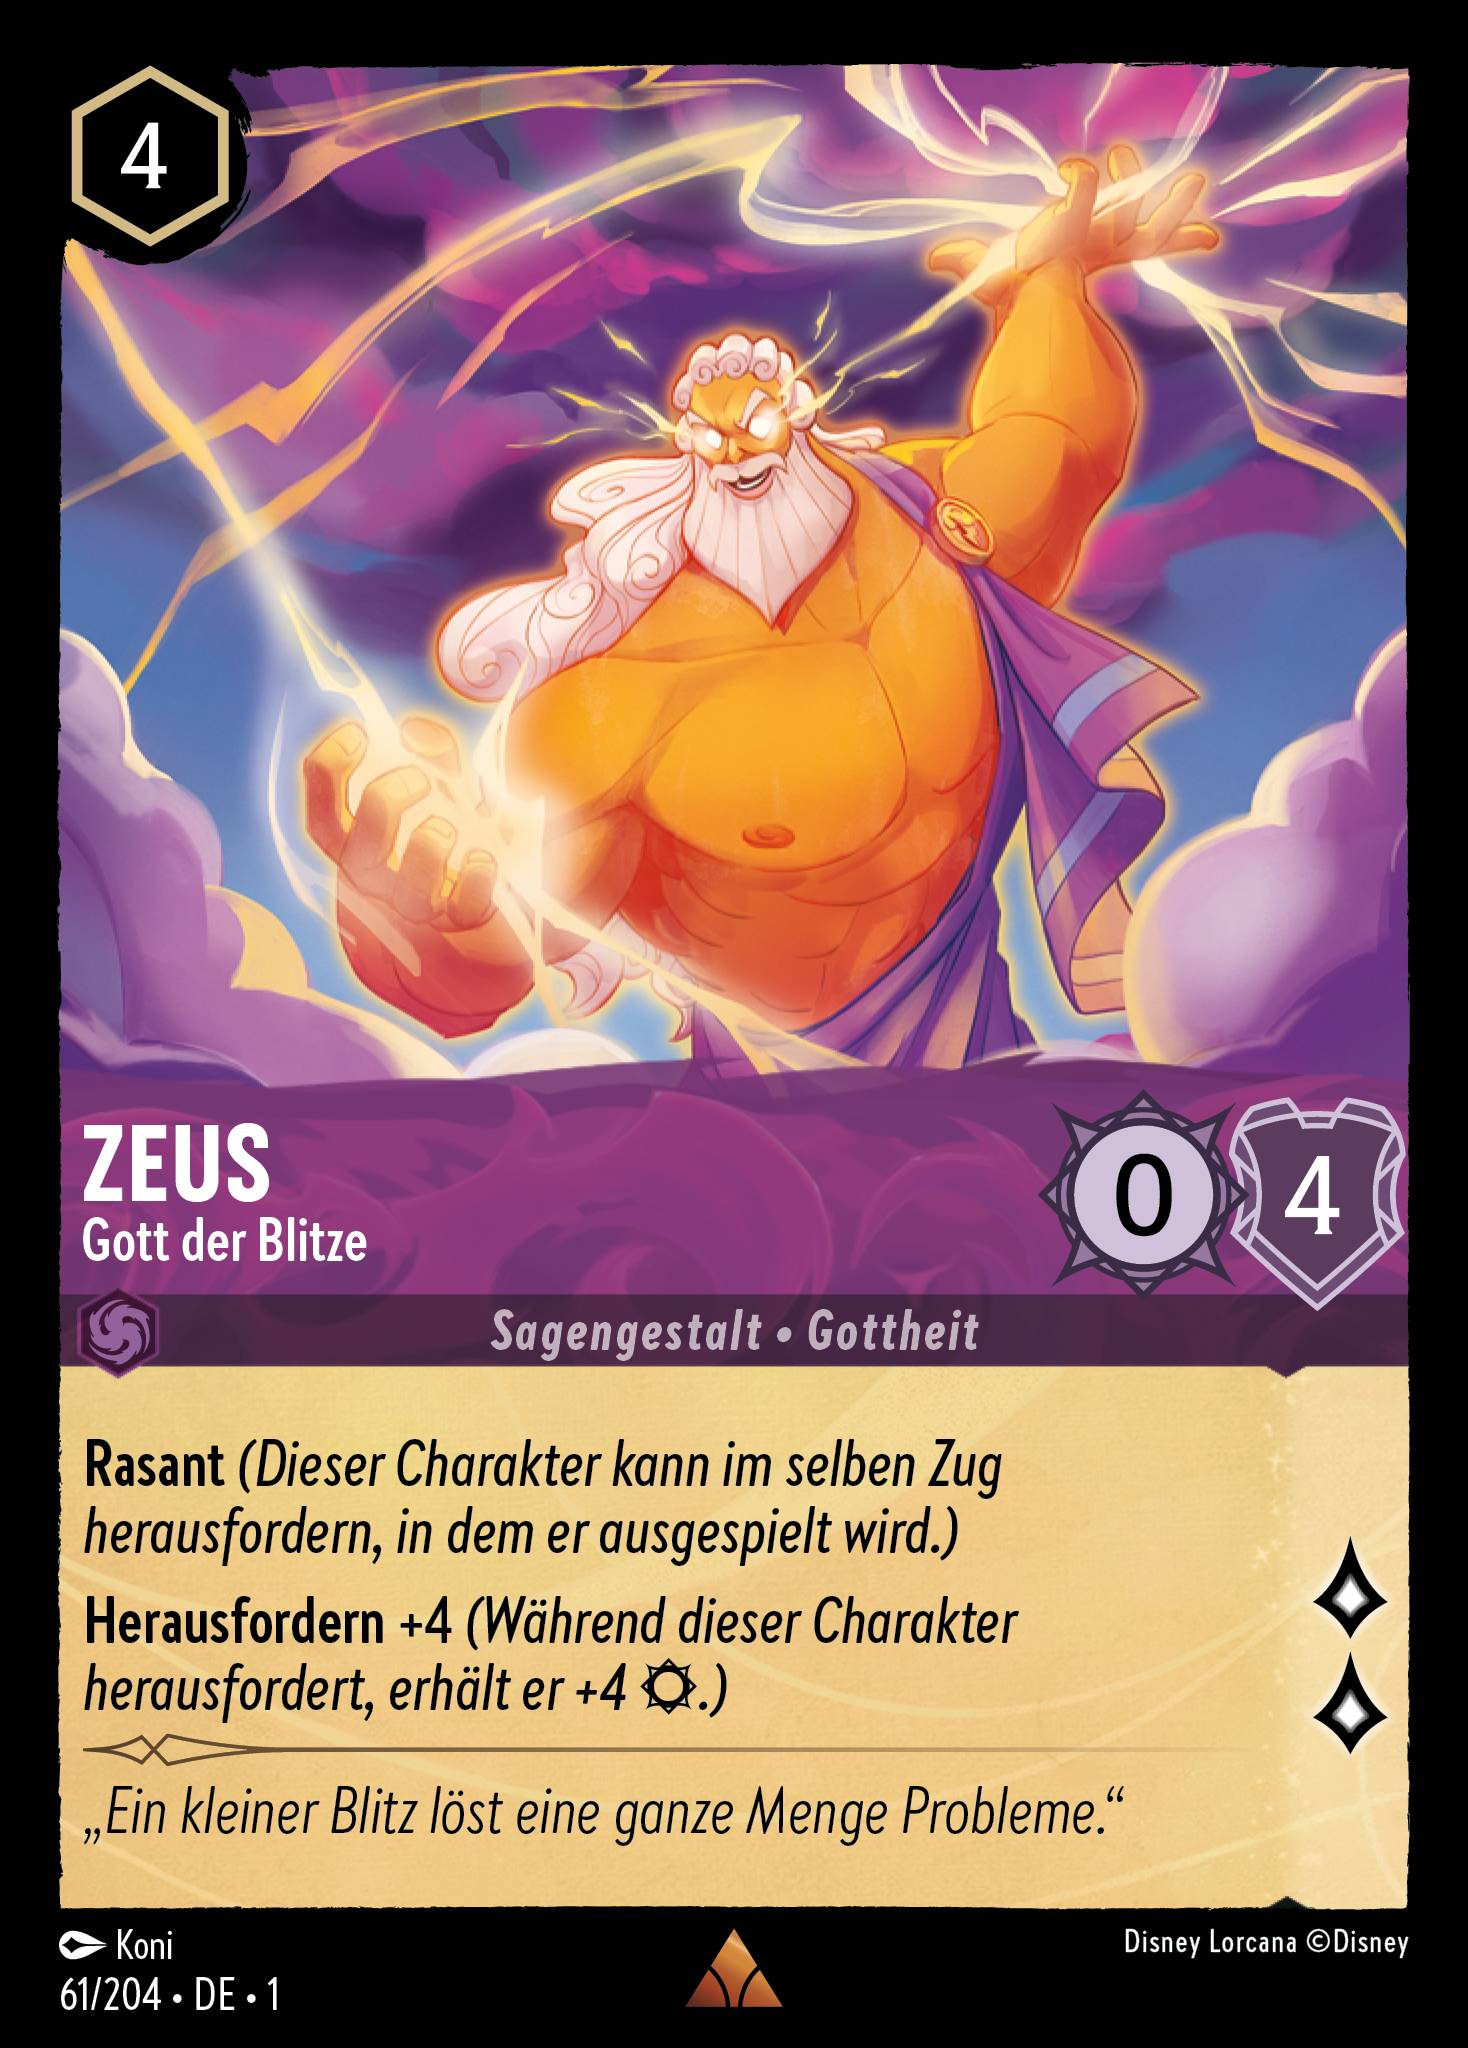 4
ZEUS
Gott der Blitze
0
4
Sagengestalt • Gottheit
Rasant (Dieser Charakter kann im selben Zug
herausfordern, in dem er ausgespielt wird.)
Herausfordern +4 (Während dieser Charakter
herausfordert, erhält er +4 .)
„Ein kleiner Blitz löst eine ganze Menge Probleme.“
Koni
61/204 • DE • 1
Disney Lorcana ©Disney